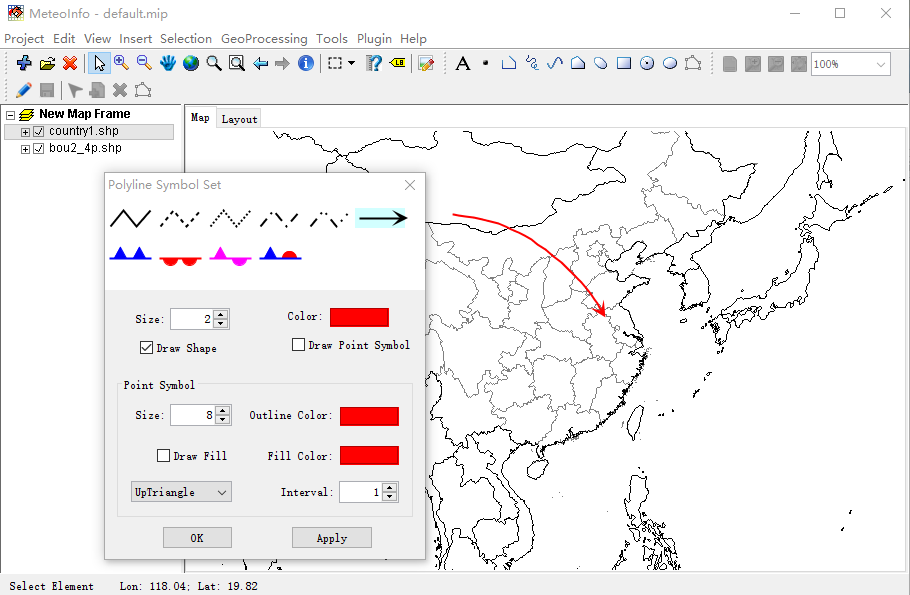 MeteoInfo - default.mip
Project Edit View Insert Selection GeoProcessing Tools Plugin Help
A 100%
New Map Frame
country1.shp
bou2_4p.shp
Map Layout
Polyline Symbol Set
Size: 2 Color:
Draw Shape Draw Point Symbol
Point Symbol
Size: 8 Outline Color:
Draw Fill Fill Color:
UpTriangle Interval: 1
OK Apply
Select Element Lon: 118.04; Lat: 19.82